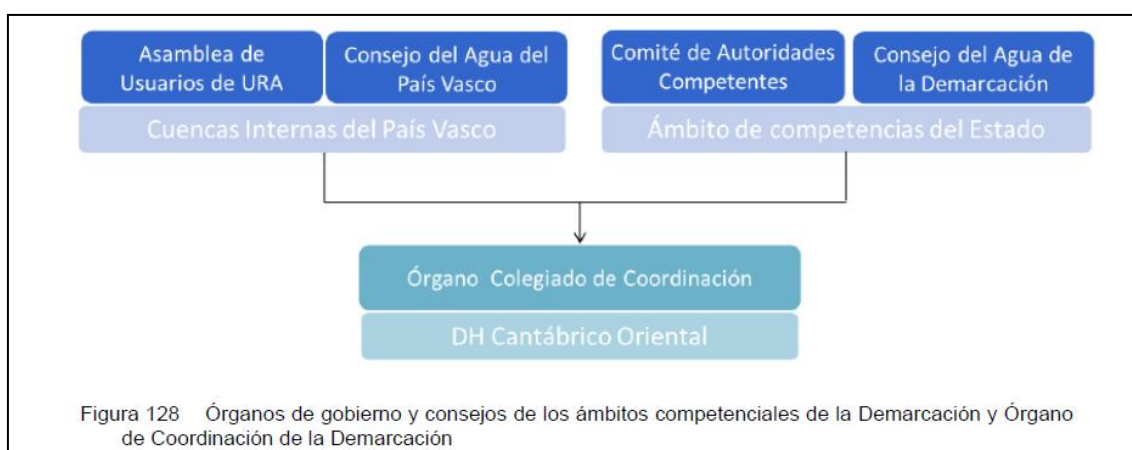 Asamblea de
Usuarios de URA
Consejo del Agua del
País Vasco
Cuencas Internas del País Vasco
Comité de Autoridades
Competentes
Consejo del Agua de
la Demarcación
Ámbito de competencias del Estado
Órgano Colegiado de Coordinación
DH Cantábrico Oriental
Figura 128 Órganos de gobierno y consejos de los ámbitos competenciales de la Demarcación y Órgano
de Coordinación de la Demarcación